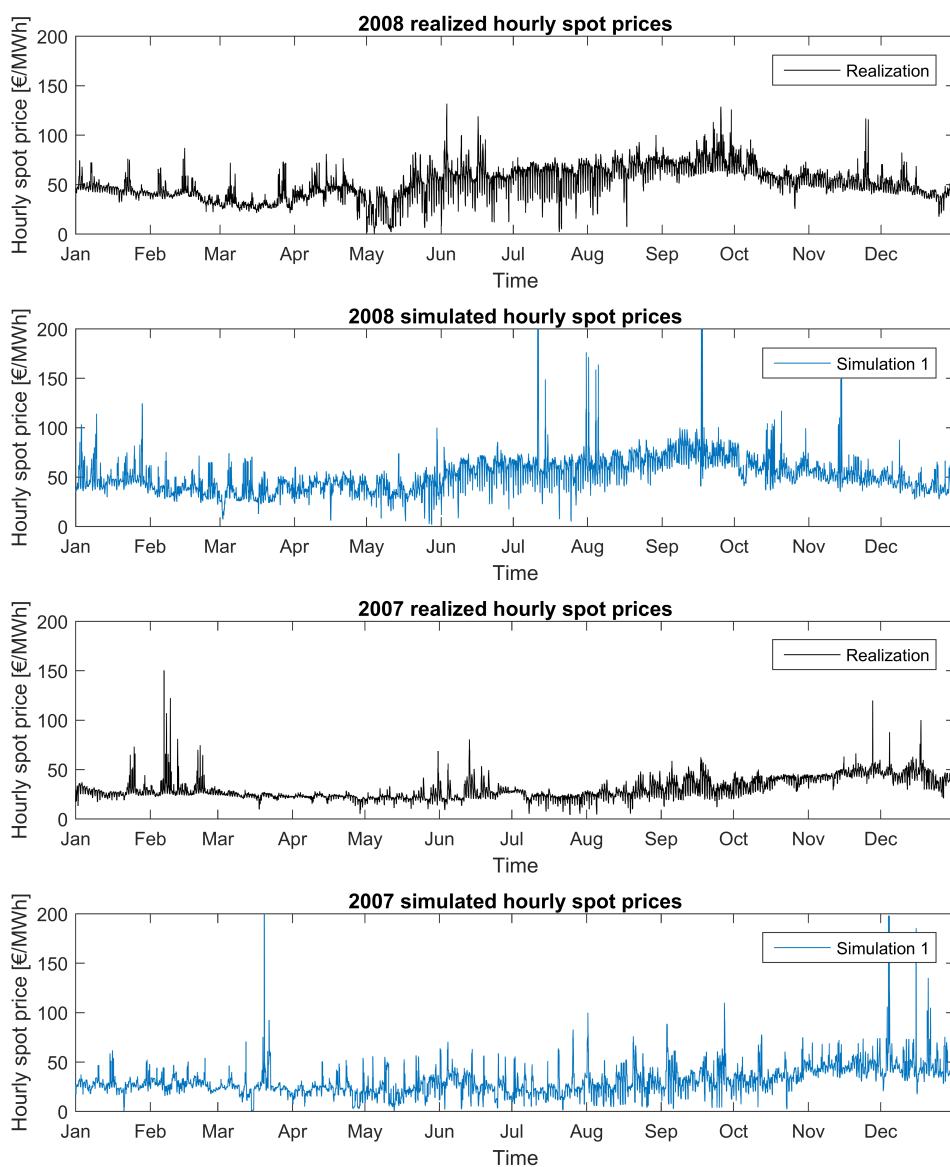 2008 realized hourly spot prices
Hourly spot price [€/MWh]
200
150
100
50
0
Realization
Jan Feb Mar Apr May Jun Jul Aug Sep Oct Nov Dec
Time
2008 simulated hourly spot prices
Hourly spot price [€/MWh]
200
150
100
50
0
Simulation 1
Jan Feb Mar Apr May Jun Jul Aug Sep Oct Nov Dec
Time
2007 realized hourly spot prices
Hourly spot price [€/MWh]
200
150
100
50
0
Realization
Jan Feb Mar Apr May Jun Jul Aug Sep Oct Nov Dec
Time
2007 simulated hourly spot prices
Hourly spot price [€/MWh]
200
150
100
50
0
Simulation 1
Jan Feb Mar Apr May Jun Jul Aug Sep Oct Nov Dec
Time